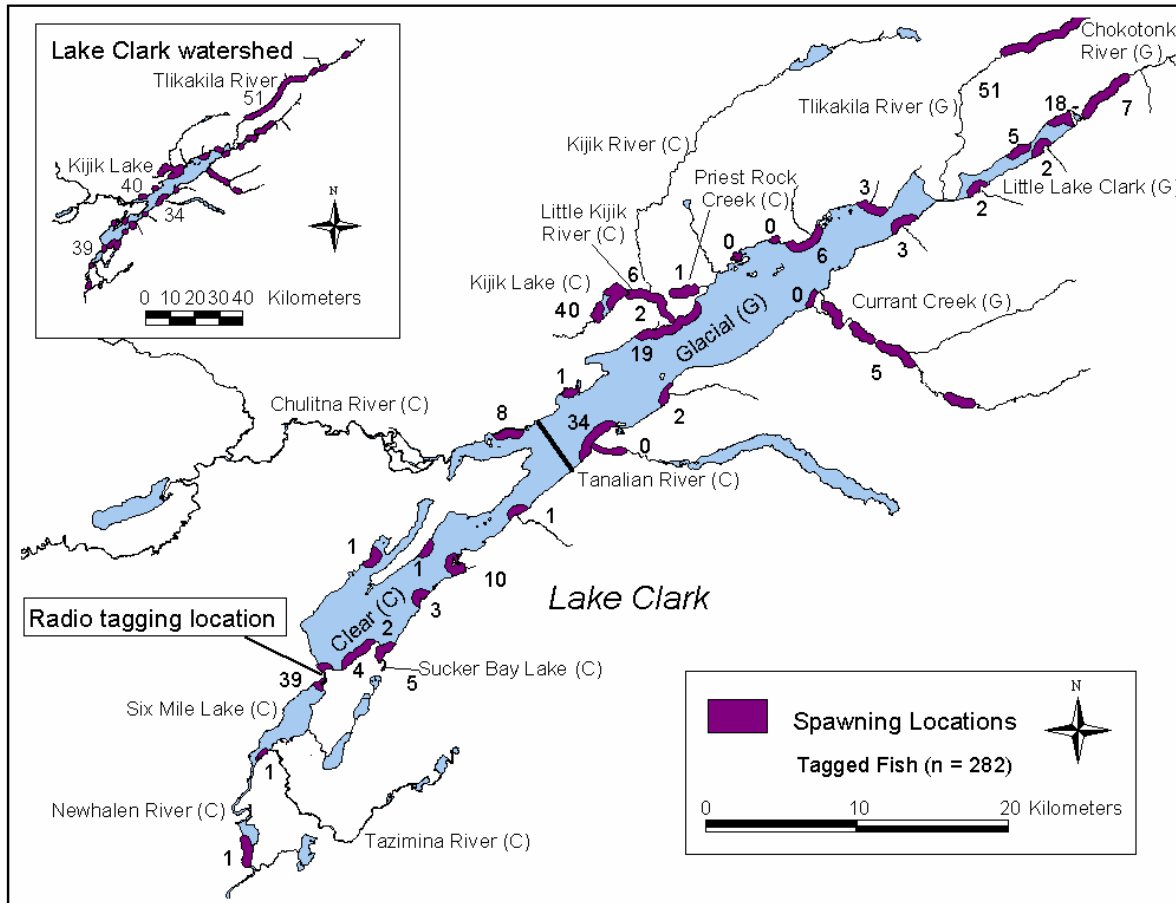 Lake Clark watershed
Tlikakila River
51
Kijik Lake
40
34
39
N
0 10 20 30 40 Kilometers
Chokotonk
River (G)
51
Tlikakila River (G)
18
7
5
2
Little Lake Clark (G)
2
Kijik River (C)
Priest Rock
Creek (C)
3
3
Little Kijik
River (C)
0
0
6
6
1
Kijik Lake (C)
40
2
0
Currant Creek (G)
19
Glacial (G)
5
1
2
Chulitna River (C)
8
34
0
Tanalian River (C)
1
1
1
10
Lake Clark
3
Clear (C)
Radio tagging location
2
4
Sucker Bay Lake (C)
5
39
Six Mile Lake (C)
1
Newhalen River (C)
Tazimina River (C)
1
N
Spawning Locations
Tagged Fish (n = 282)
0 10 20 Kilometers